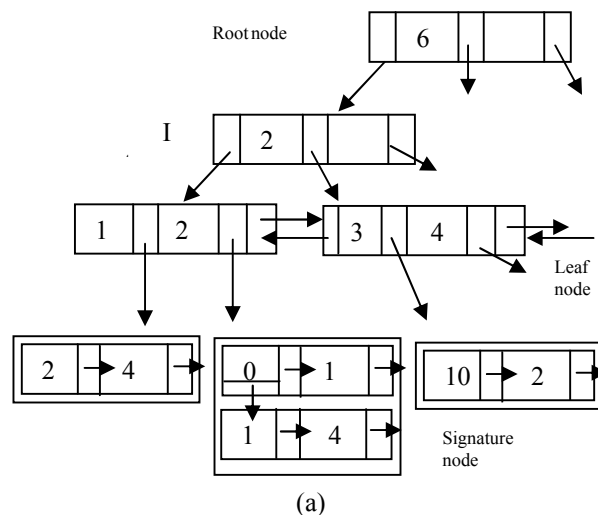 Root node
6
I
2
1 2
3 4
Leaf
node
2 4
0 1
10 2
1 4
Signature
node
(a)